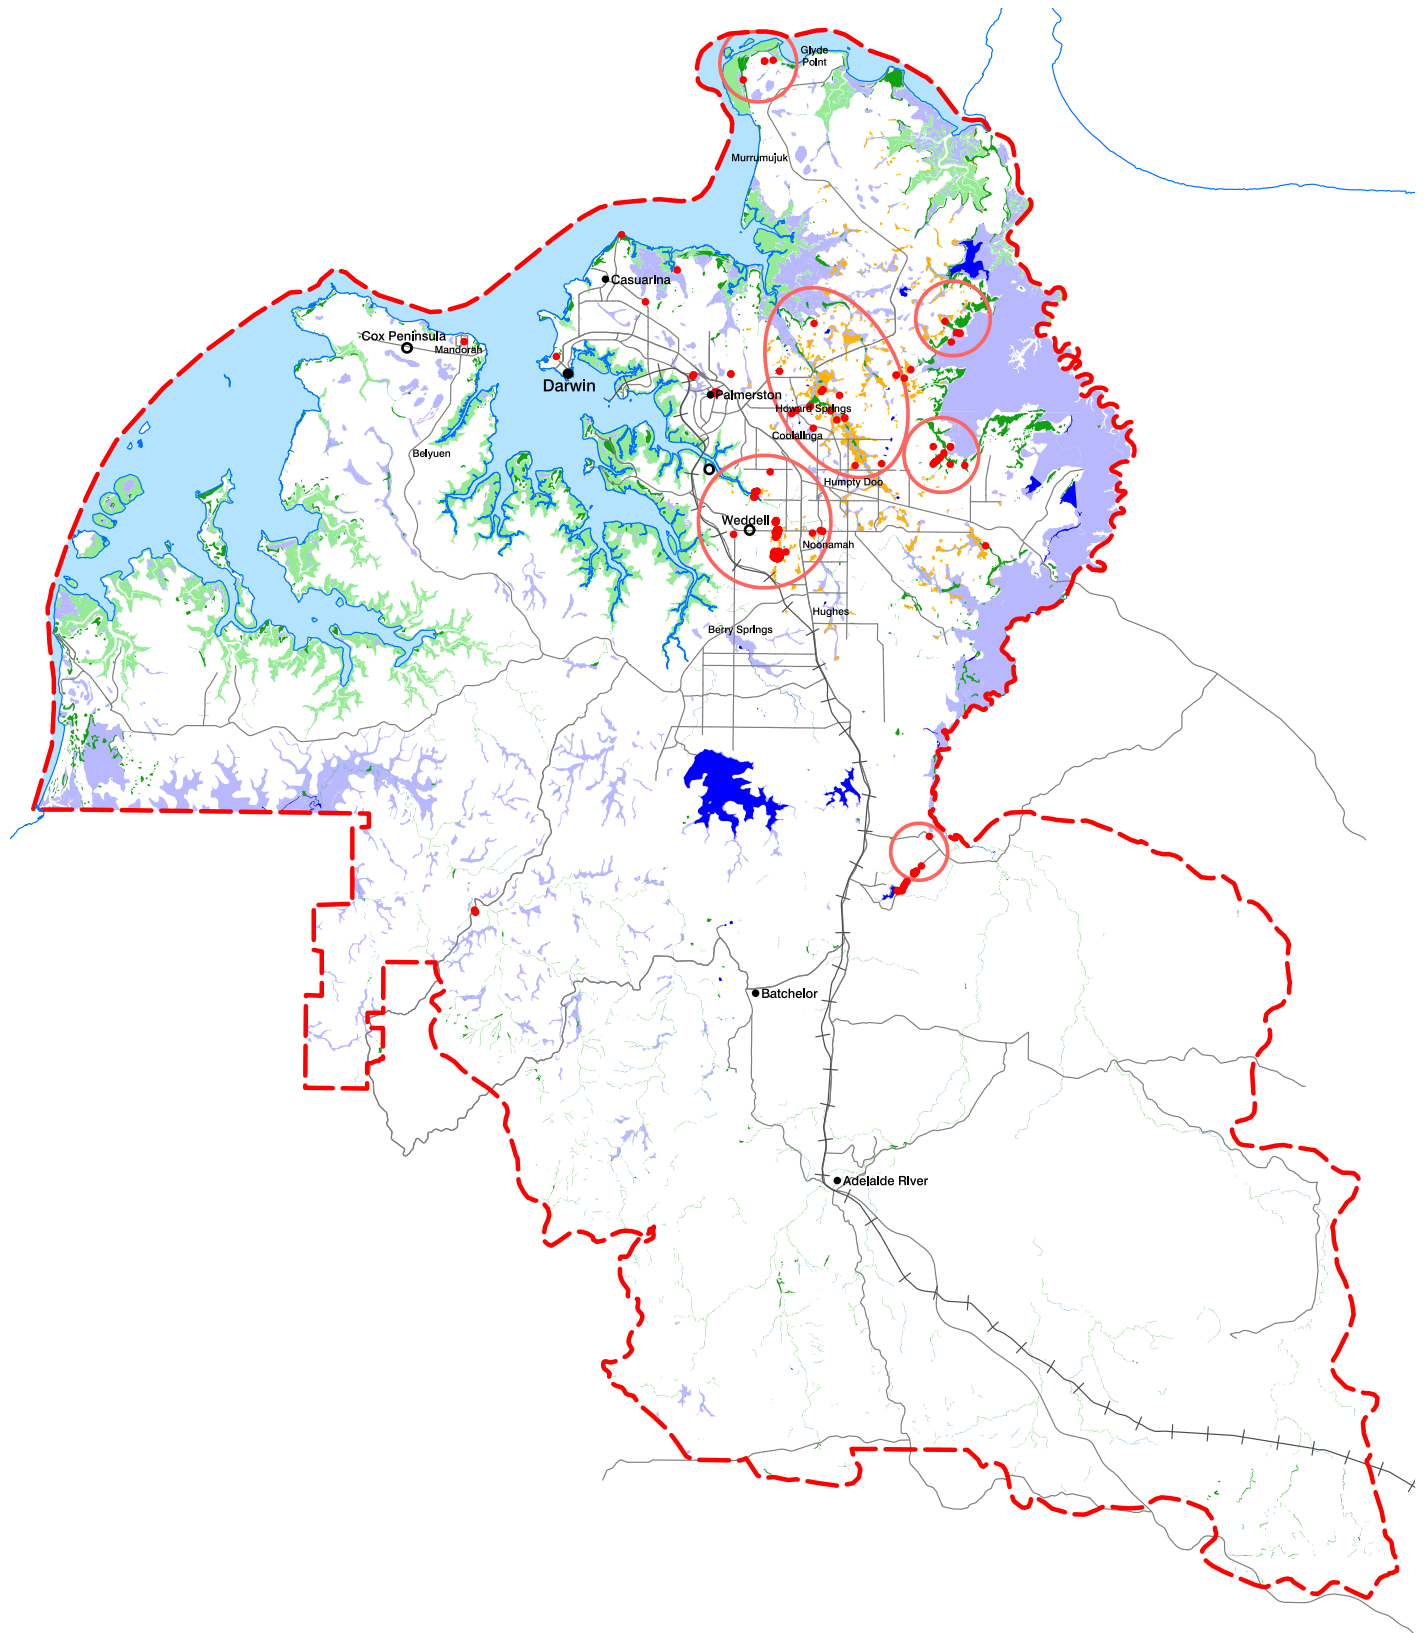 Glyde
Point
Murrumujuk
Casuarina
Cox Peninsula
Mandorah
Darwin
Palmerston
Howard Springs
Coolalinga
Belyuen
Humpty Doo
Weddell
Noonamah
Hughes
Berry Springs
Batchelor
Adelaide River